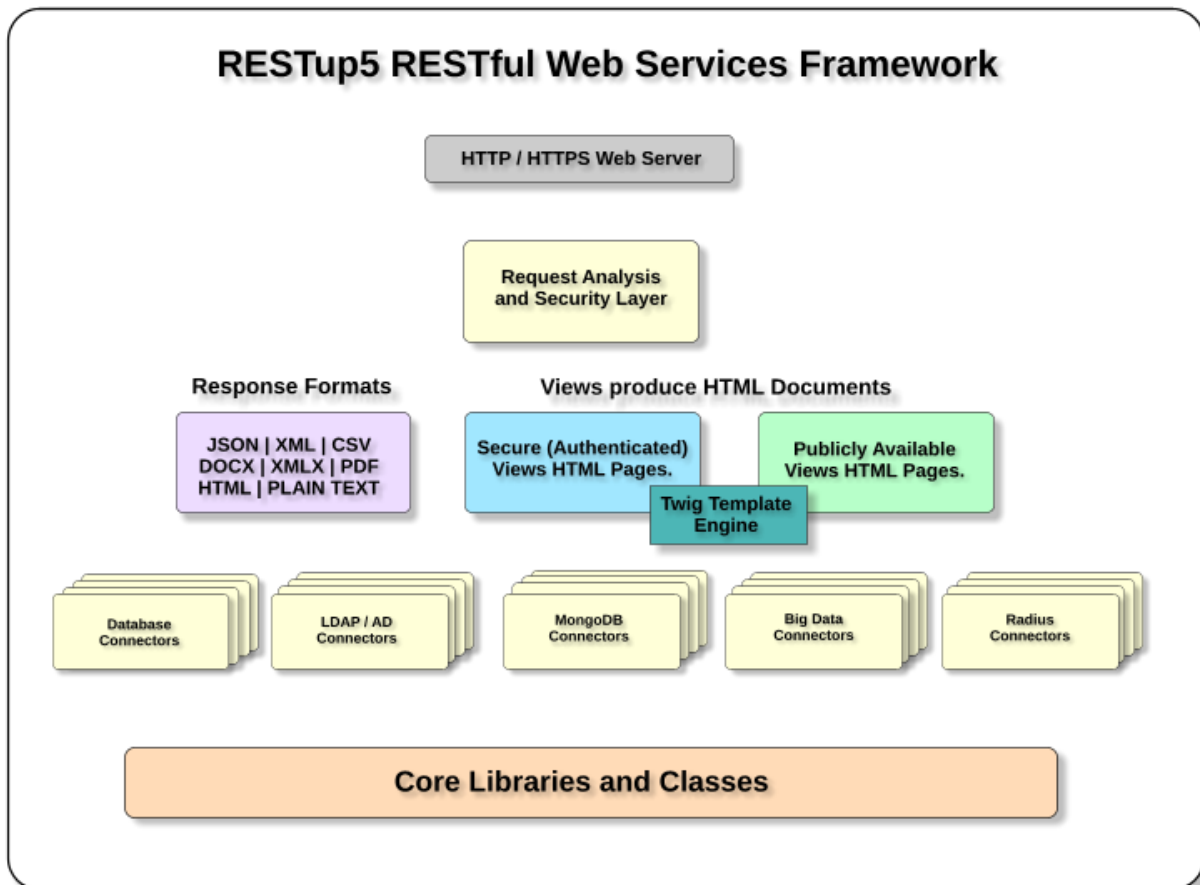 RESTup5 RESTful Web Services Framework
HTTP / HTTPS Web Server
Request Analysis
and Security Layer
Response Formats
Views produce HTML Documents
JSON | XML | CSV
DOCX | XMLX | PDF
HTML | PLAIN TEXT
Secure (Authenticated)
Views HTML Pages.
Publicly Available
Views HTML Pages.
Twig Template
Engine
Database
Connectors
LDAP / AD
Connectors
MongoDB
Connectors
Big Data
Connectors
Radius
Connectors
Core Libraries and Classes